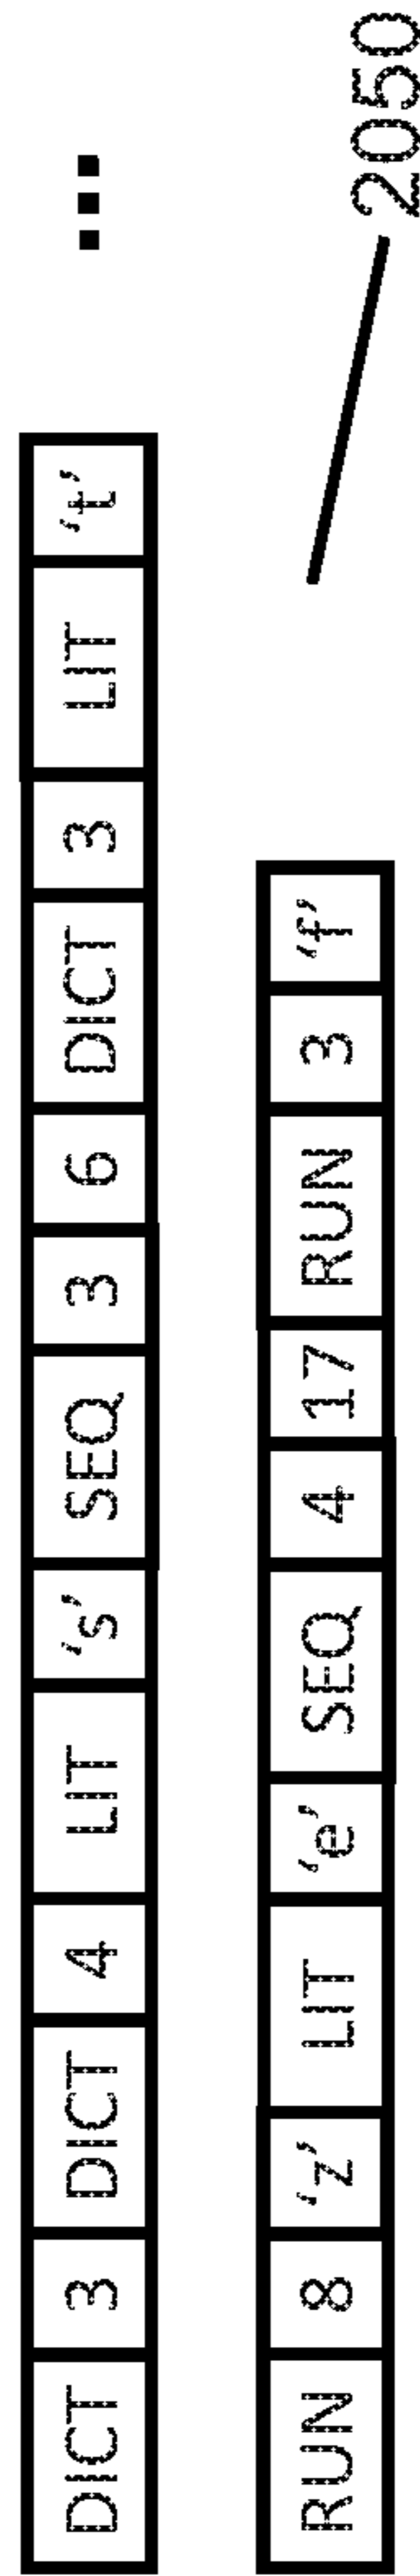 DICT 3 DICT 4 LIT ‘s’ SEQ 3 6 DICT 3 LIT ‘t’ ...
RUN 8 ‘z’ LIT ‘e’ SEQ 4 17 RUN 3 ‘f’
2050